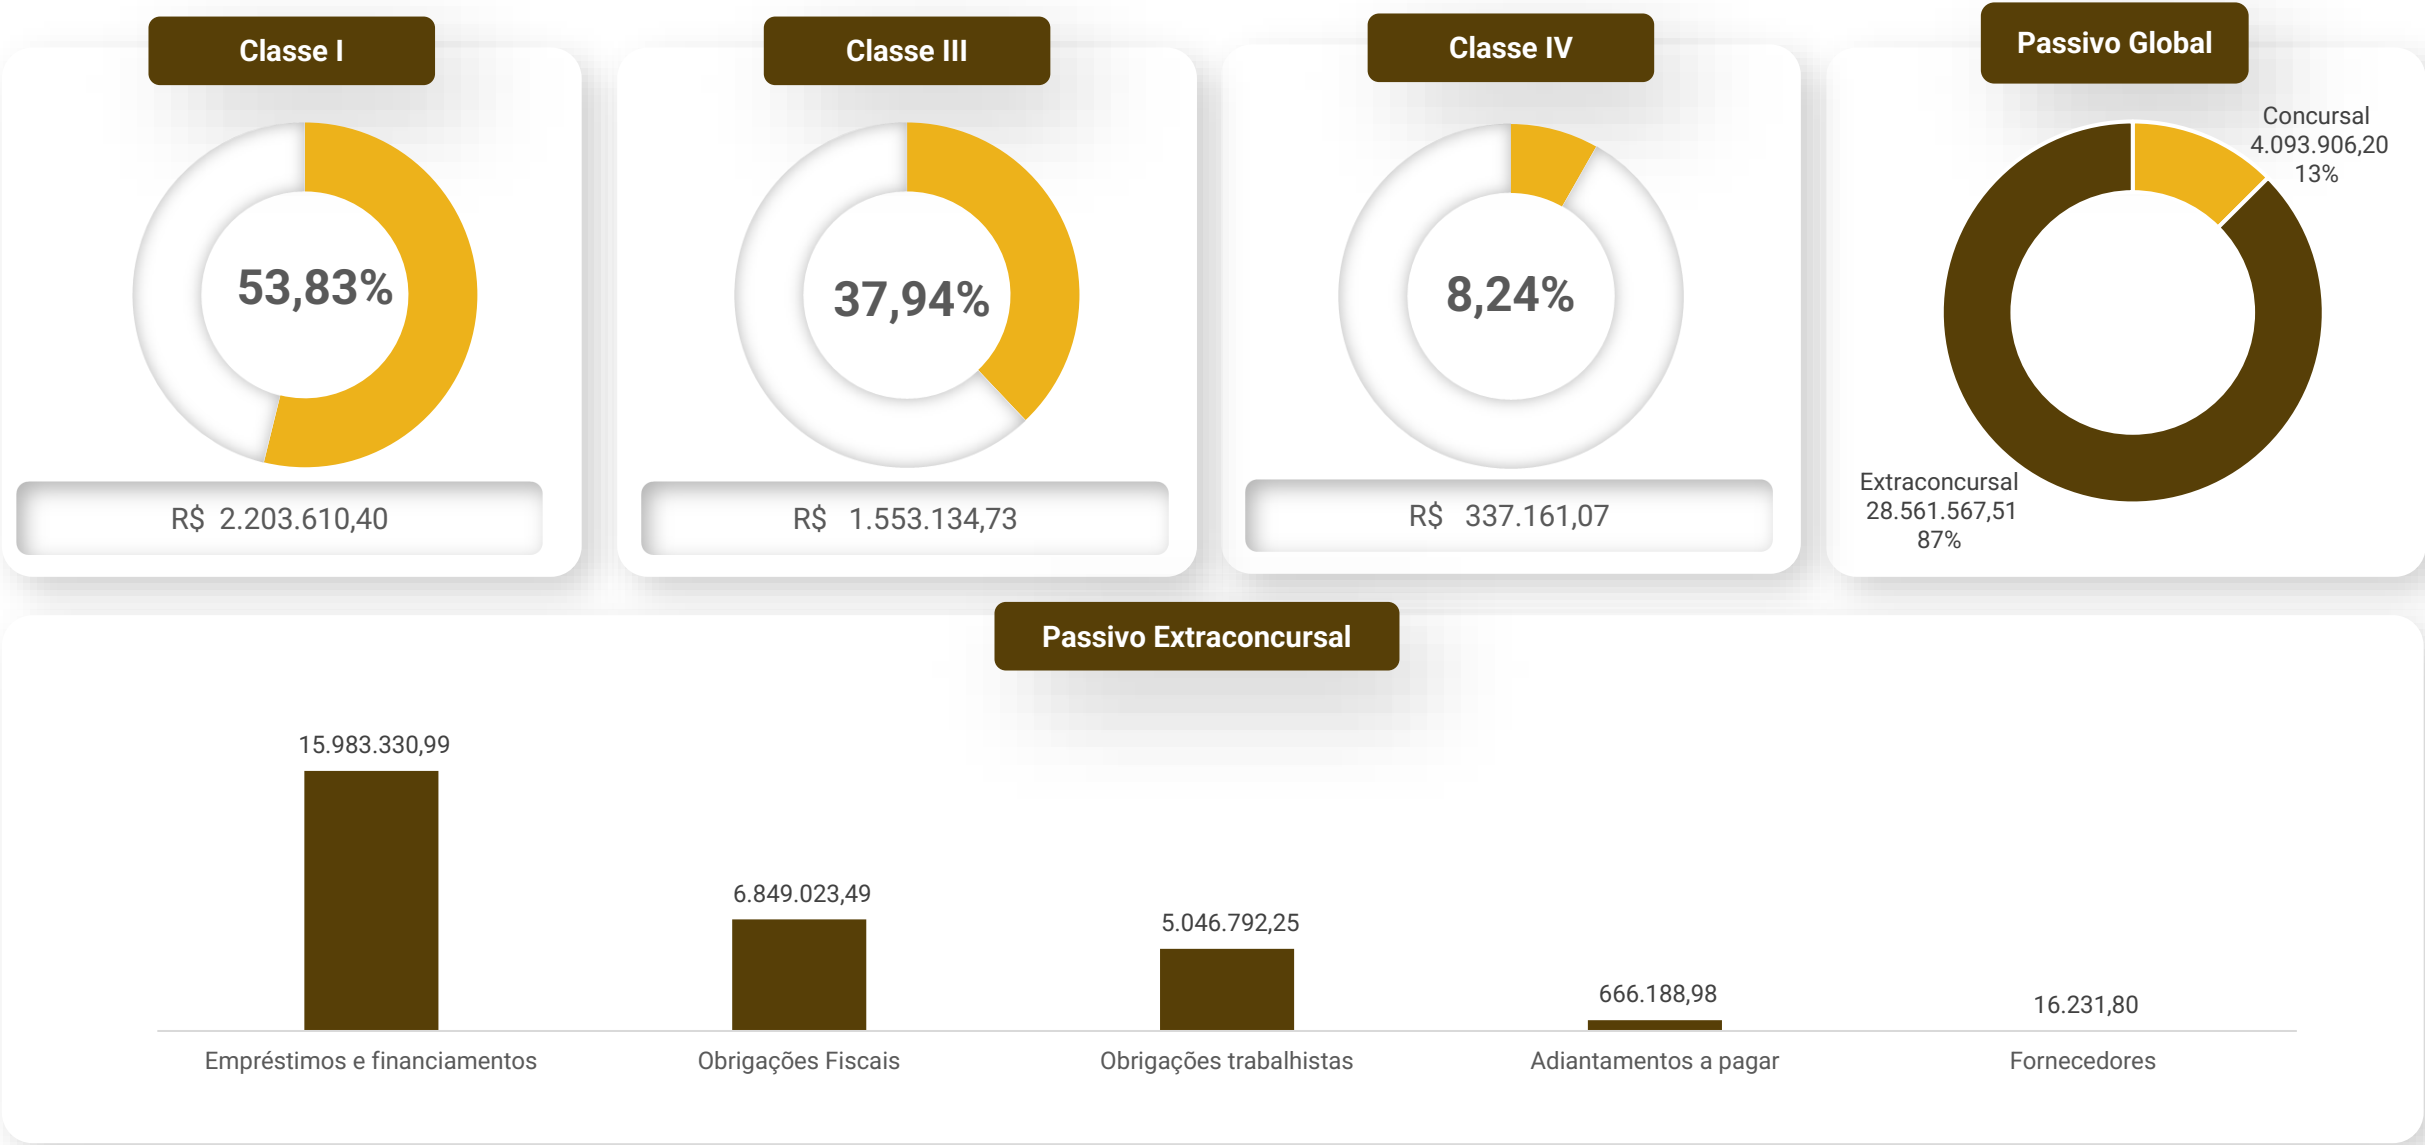 Classe I
53,83%
R$ 2.203.610,40
Classe III
37,94%
R$ 1.553.134,73
Classe IV
8,24%
R$ 337.161,07
Passivo Global
Concursal
4.093.906,20
13%
Extraconcursal
28.561.567,51
87%
Passivo Extraconcursal
15.983.330,99
6.849.023,49
5.046.792,25
666.188,98
16.231,80
Empréstimos e financiamentos
Obrigações Fiscais
Obrigações trabalhistas
Adiantamentos a pagar
Fornecedores